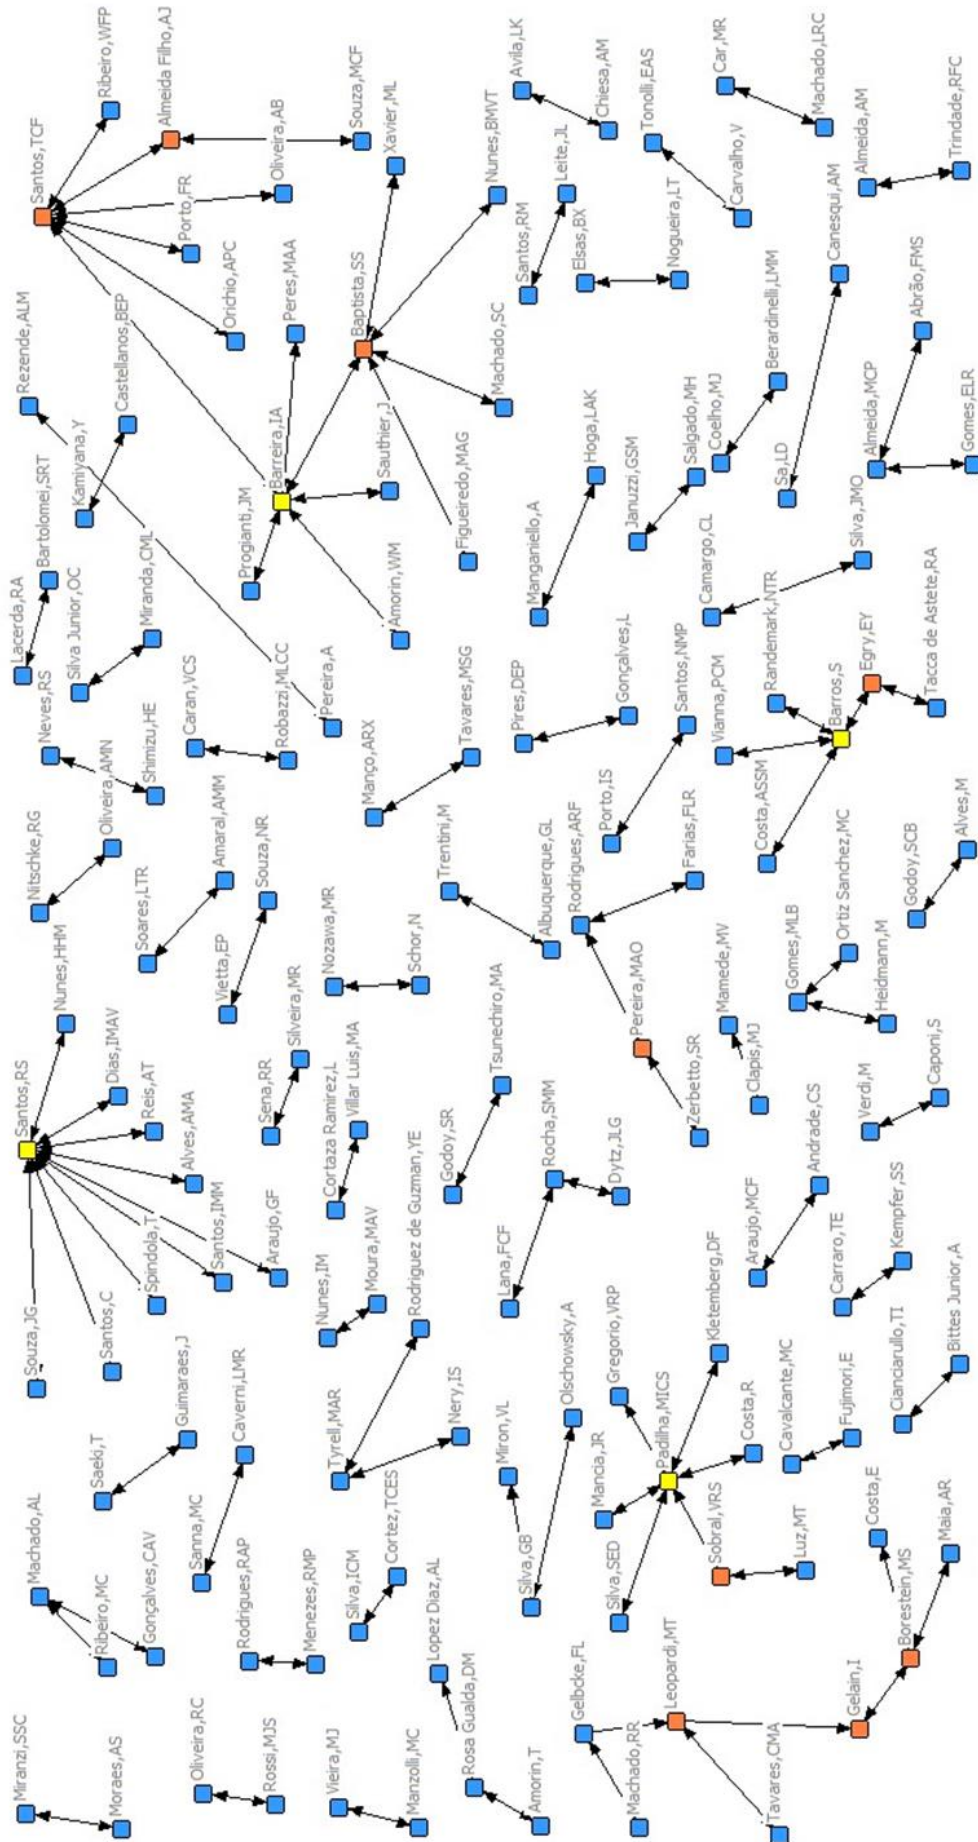 Miranzi,SSC
Moraes,AS
Machado,AL
Ribeiro,MC
Gonçalves,CAV
Oliveira,RC
Rossi,MJS
Saeki,T
Guimaraes,J
Souza,JG
Santos,C
Santos,RS
Nunes,HHM
Dias,IMAV
Reis,AT
Alves,AMA
Spindola,T
Santos,IMM
Araujo,GF
Nitschke,RG
Oliveira,AMN
Neves,RS
Shimizu,HE
Lacerda,RA
Bartolomei,SRT
Silva Junior,OC
Miranda,CML
Kamiyana,Y
Castellanos,BEP
Rezende,ALM
Pereira,A
Santos,TCF
Ribeiro,WFP
Almeida Filho,AJ
Porto,FR
Oliveira,AB
Orichio,APC
Souza,MCF
Soares,LTR
Amaral,AMM
Vietta,EP
Souza,NR
Caran,VCS
Robazzi,MLCC
Progianti,JM
Barreira,IA
Peres,MAA
Sauthier,J
Amorin,WM
Baptista,SS
Xavier,ML
Nunes,BMVT
Machado,SC
Figueiredo,MAG
Sanna,MC
Caverni,LMR
Rodrigues,RAP
Menezes,RMP
Vieira,MJ
Manzolli,MC
Silva,ICM
Cortez,TCES
Tyrell,MAR
Rodriguez de Guzman,YE
Nery,IS
Nunes,IM
Moura,MAV
Sena,RR
Silveira,MR
Cortaza Ramirez,L
Villar Luis,MA
Nozawa,MR
Schor,N
Manço,ARX
Tavares,MSG
Trentini,M
Albuquerque,GL
Godoy,SR
Tsunechiro,MA
Lopez Diaz,AL
Rosa Gualda,DM
Amorin,T
Miron,VL
Silva,GB
Olschowsky,A
Lana,FCF
Rocha,SMM
Dytz,JLG
Pires,DEP
Gonçalves,L
Manganiello,A
Hoga,LAK
Avila,LK
Chiesa,AM
Santos,RM
Leite,JL
Elsas,BX
Nogueira,LT
Tonolli,EAS
Carvalho,V
Car,MR
Machado,LRC
Januzzi,GSM
Salgado,MH
Coelho,MJ
Berardinelli,LMM
Porto,IS
Santos,NMP
Rodrigues,ARF
Farias,FLR
Pereira,MAO
Zerbetto,SR
Gelbcke,FL
Machado,RR
Leopardi,MT
Tavares,CMA
Gelain,I
Borestein,MS
Costa,E
Maia,AR
Silva,SED
Mancia,JR
Gregorio,VRP
Padilha,MICS
Kletemberg,DF
Costa,R
Sobral,VRS
Luz,MT
Cavalcante,MC
Fujimori,E
Cianciarullo,TI
Bittes Junior,A
Araujo,MCF
Andrade,CS
Carraro,TE
Kempfer,SS
Mamede,MV
Clapis,MJ
Verdi,M
Caponi,S
Gomes,MLB
Ortiz Sanchez,MC
Heidmann,M
Godoy,SCB
Alves,M
Vianna,PCM
Randemark,NTR
Barros,S
Costa,ASSM
Egry,EY
Tacca de Astete,RA
Camargo,CL
Silva,JMO
Sa,LD
Canesqui,AM
Almeida,AM
Trindade,RFC
Almeida,MCP
Abrão,FMS
Gomes,ELR